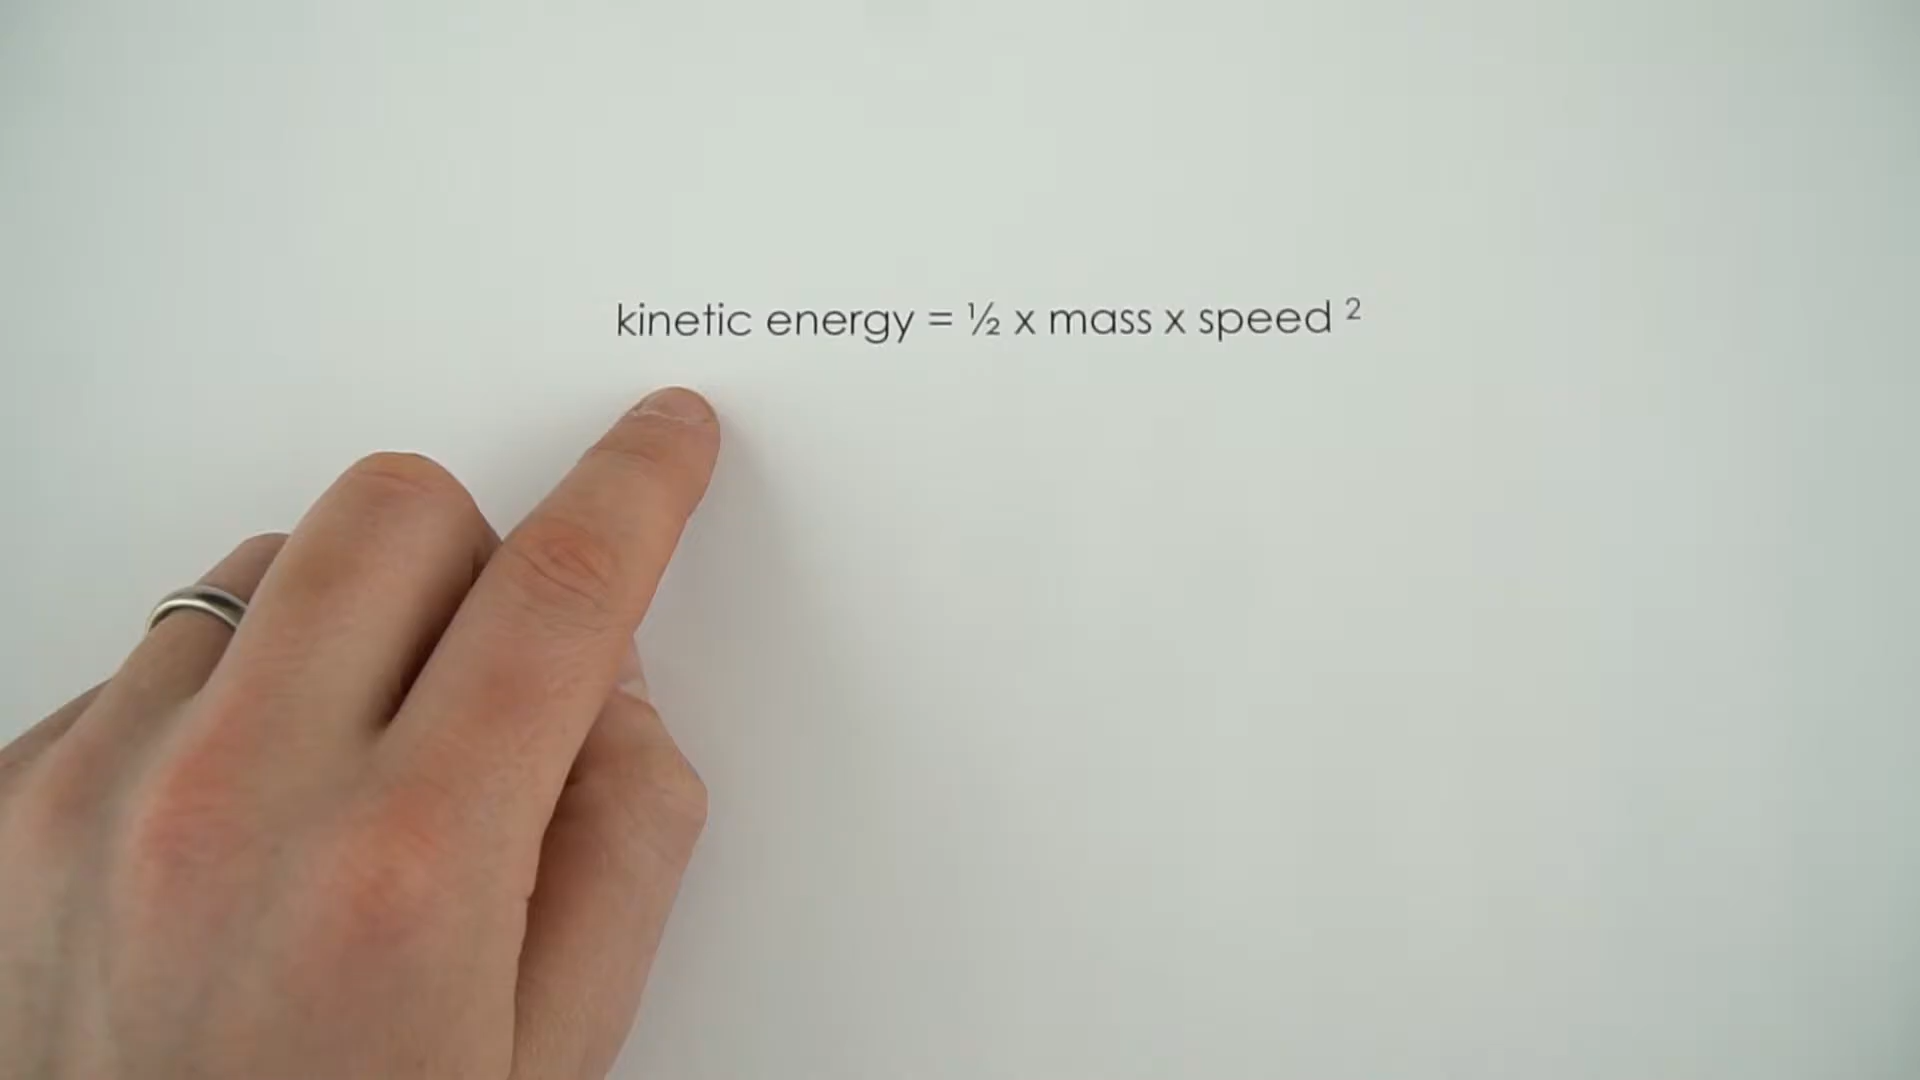 kinetic energy = ½ x mass x speed ²